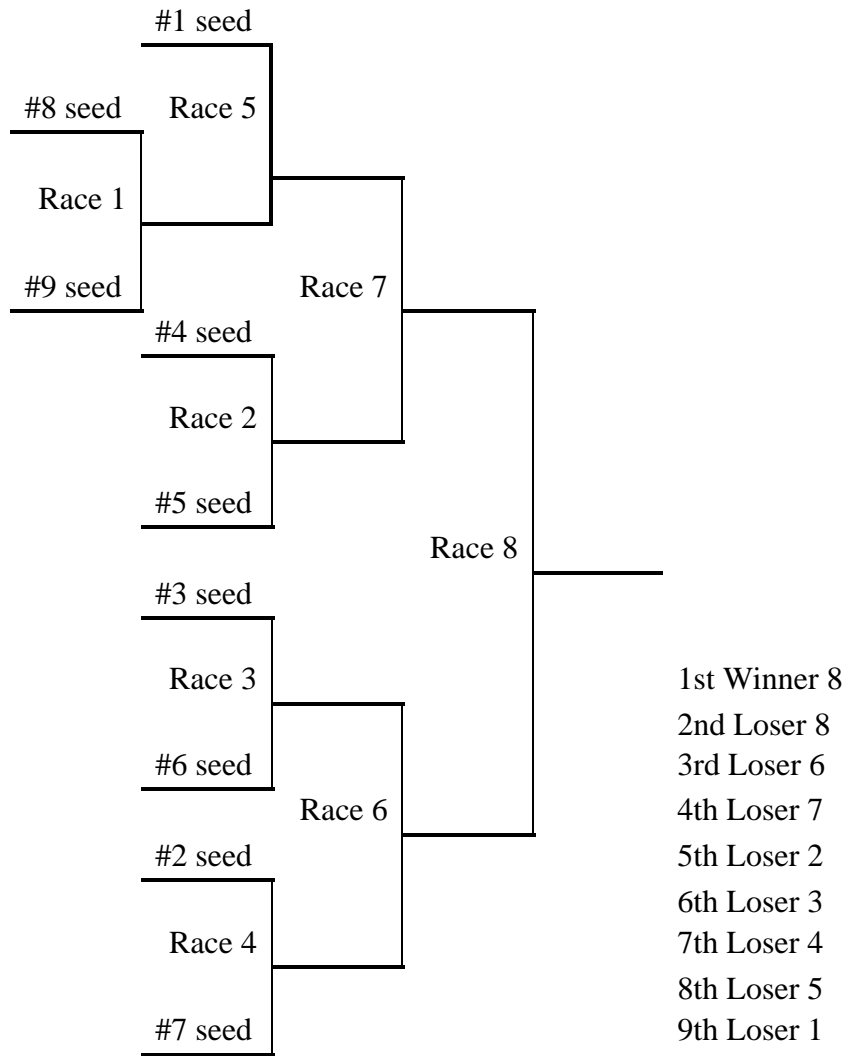 #1 seed
#8 seed
Race 5
Race 1
#9 seed
Race 7
#4 seed
Race 2
#5 seed
Race 8
#3 seed
Race 3
#6 seed
Race 6
#2 seed
Race 4
#7 seed
1st Winner 8
2nd Loser 8
3rd Loser 6
4th Loser 7
5th Loser 2
6th Loser 3
7th Loser 4
8th Loser 5
9th Loser 1